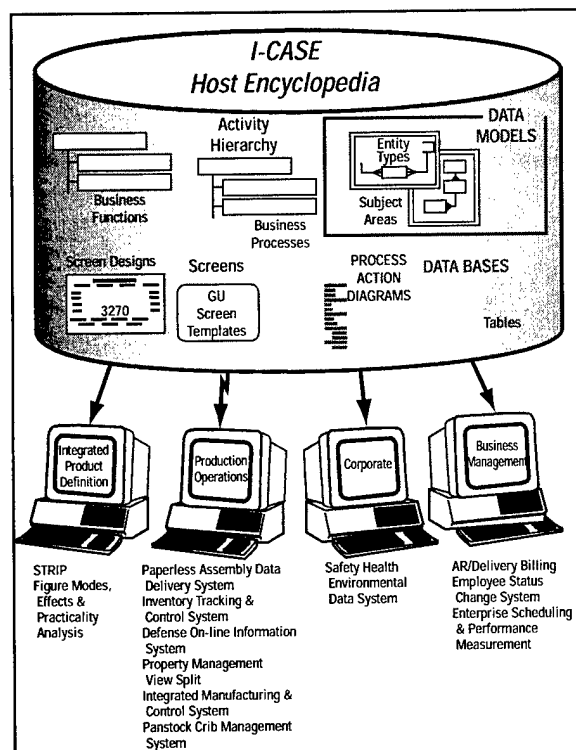 I-CASE
Host Encyclopedia
Activity
Hierarchy
DATA
MODELS
Entity
Types
Subject
Areas
Business
Functions
Business
Processes
Screen Designs
3270
Screens
GU
Screen
Templates
PROCESS
ACTION
DIAGRAMS
DATA BASES
Tables
Integrated
Product
Definition
Production
Operations
Corporate
Business
Management
STRIP
Figure Modes,
Effects &
Practicality
Analysis
Paperless Assembly Data
Delivery System
Inventory Tracking &
Control System
Defense On-line Information
System
Property Management
View Split
Integrated Manufacturing &
Control System
Panstock Crib Management
System
Safety Health
Environmental
Data System
AR/Delivery Billing
Employee Status
Change System
Enterprise Scheduling
& Performance
Measurement